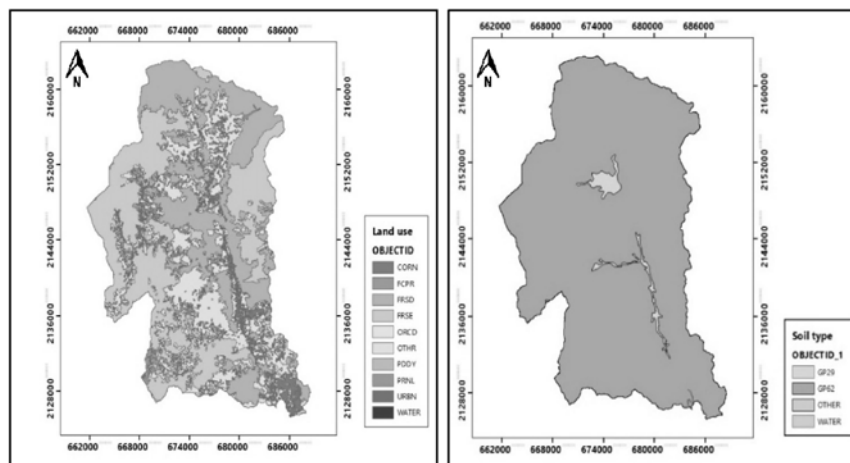 662000 668000 674000 680000 686000
N
2160000
2152000
2144000
2136000
2128000
Land use
OBJECTID
CORN
FCPR
FRSD
FRSE
ORCD
OTHR
PDDY
PRNL
URBN
WATER
662000 668000 674000 680000 686000
662000 668000 674000 680000 686000
N
2160000
2152000
2144000
2136000
2128000
Soil type
OBJECTID_1
GP29
GP62
OTHER
WATER
662000 668000 674000 680000 686000